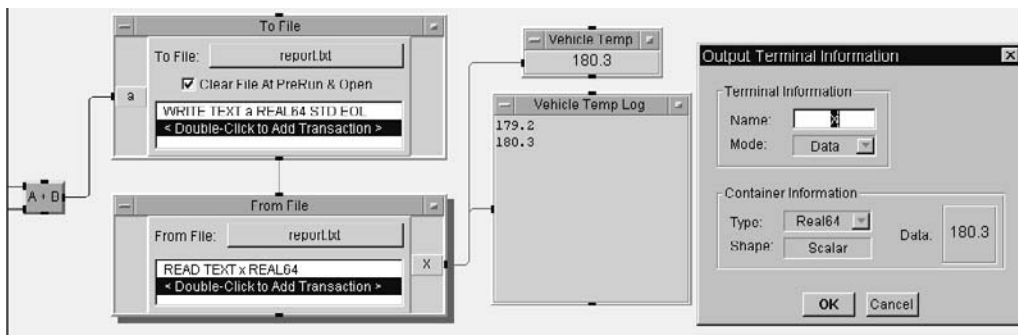 To File
To File: report.txt
Clear File At PreRun & Open
a
WRITE TEXT a REAL64 STD EOL
< Double-Click to Add Transaction >
From File
From File: report.txt
READ TEXT x REAL64
< Double-Click to Add Transaction >
X
Vehicle Temp
180.3
Vehicle Temp Log
179.2
180.3
Output Terminal Information
Terminal Information
Name: x
Mode: Data
Container Information
Type: Real64
Shape: Scalar
Data: 180.3
OK Cancel